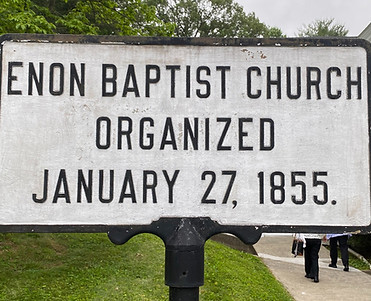 ENON BAPTIST CHURCH
ORGANIZED
JANUARY 27, 1855.